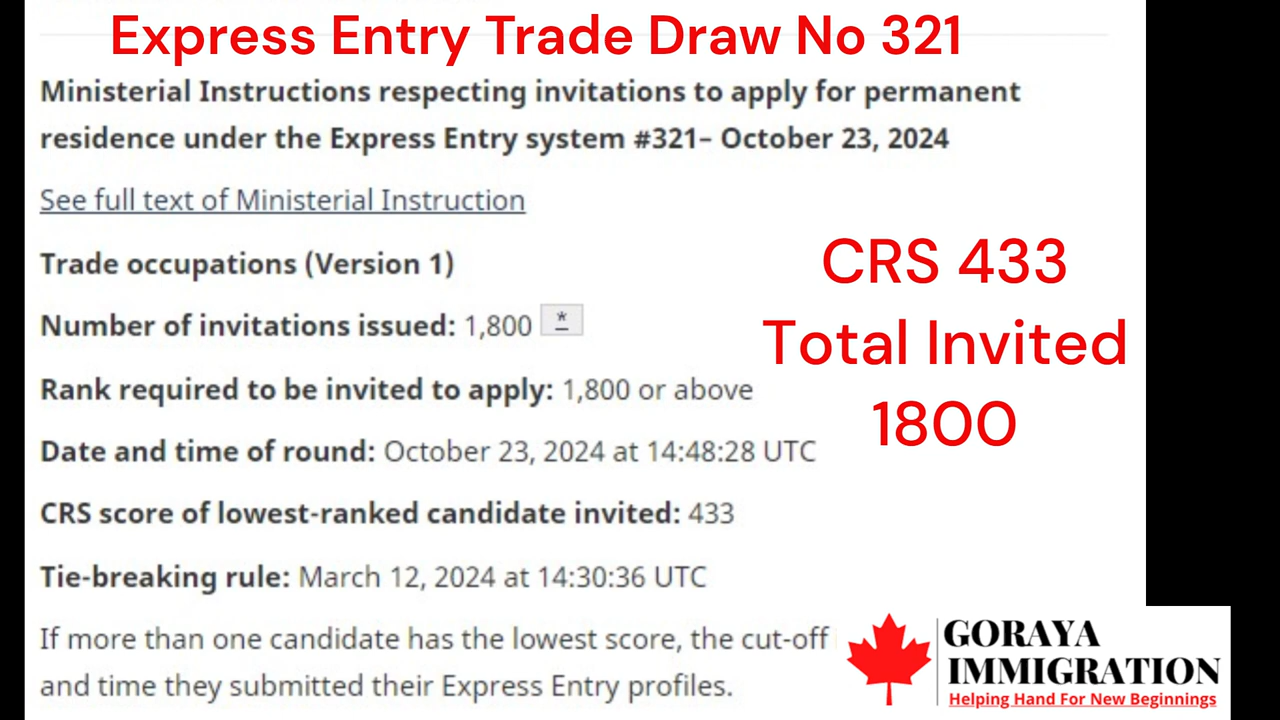 Express Entry Trade Draw No 321
Ministerial Instructions respecting invitations to apply for permanent
residence under the Express Entry system #321– October 23, 2024
See full text of Ministerial Instruction
Trade occupations (Version 1)
Number of invitations issued: 1,800 *
Rank required to be invited to apply: 1,800 or above
Date and time of round: October 23, 2024 at 14:48:28 UTC
CRS score of lowest-ranked candidate invited: 433
Tie-breaking rule: March 12, 2024 at 14:30:36 UTC
If more than one candidate has the lowest score, the cut-off
and time they submitted their Express Entry profiles.
CRS 433
Total Invited
1800
GORAYA
IMMIGRATION
Helping Hand For New Beginnings